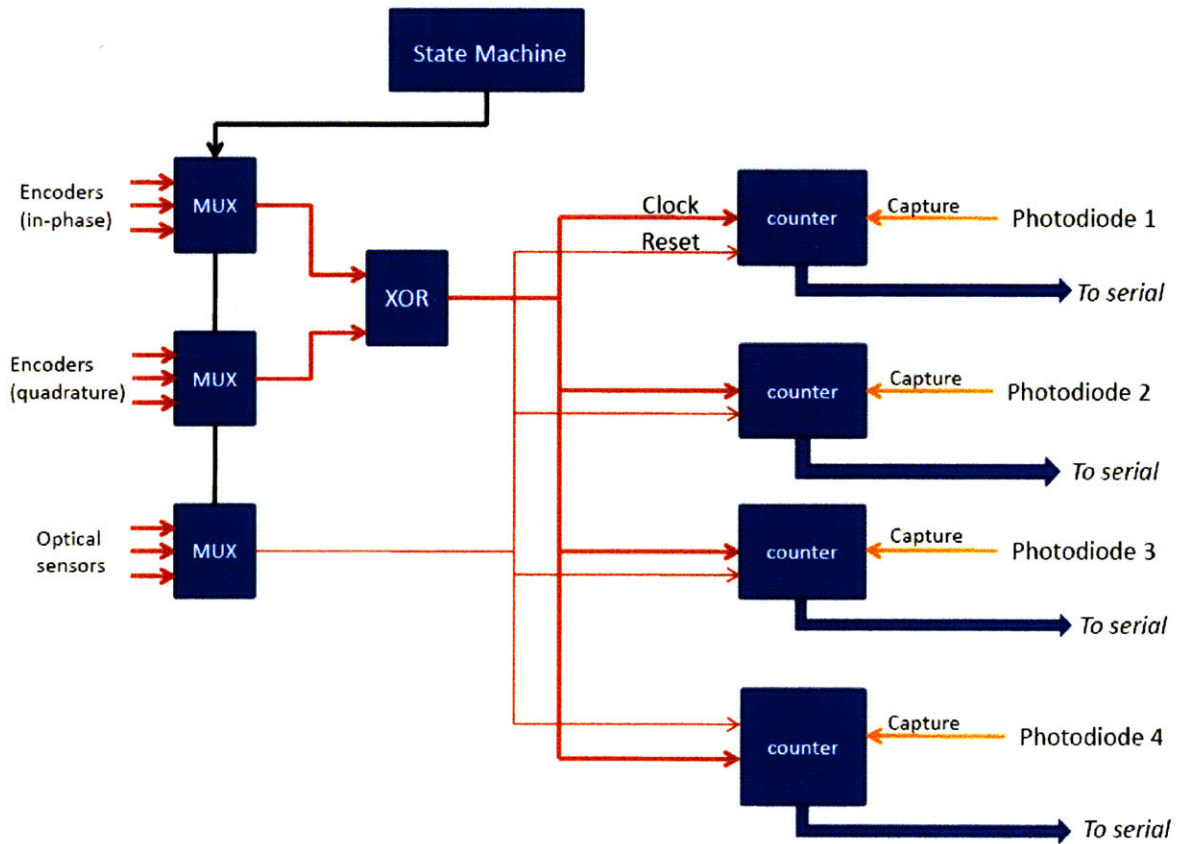 State Machine
Encoders
(in-phase)
MUX
Clock
Reset
counter
Capture
Photodiode 1
To serial
XOR
Encoders
(quadrature)
MUX
counter
Capture
Photodiode 2
To serial
Optical
sensors
MUX
counter
Capture
Photodiode 3
To serial
counter
Capture
Photodiode 4
To serial